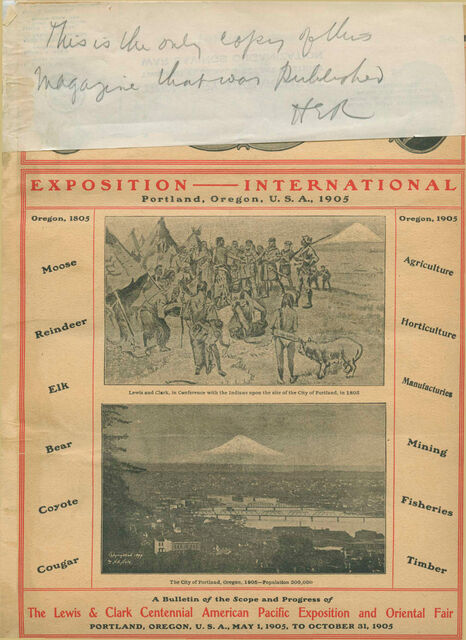 This is the only copy of this
Magazine that was Published
HER
EXPOSITION — INTERNATIONAL
Portland, Oregon, U. S. A., 1905
Oregon, 1805
Moose
Reindeer
Elk
Bear
Coyote
Cougar
Lewis and Clark, in Conference with the Indians upon the site of the City of Portland, in 1805
The City of Portland, Oregon, 1905—Population 200,000
Oregon, 1905
Agriculture
Horticulture
Manufacturies
Mining
Fisheries
Timber
A Bulletin of the Scope and Progress of
The Lewis & Clark Centennial American Pacific Exposition and Oriental Fair
PORTLAND, OREGON, U. S. A., MAY 1, 1905, TO OCTOBER 31, 1905